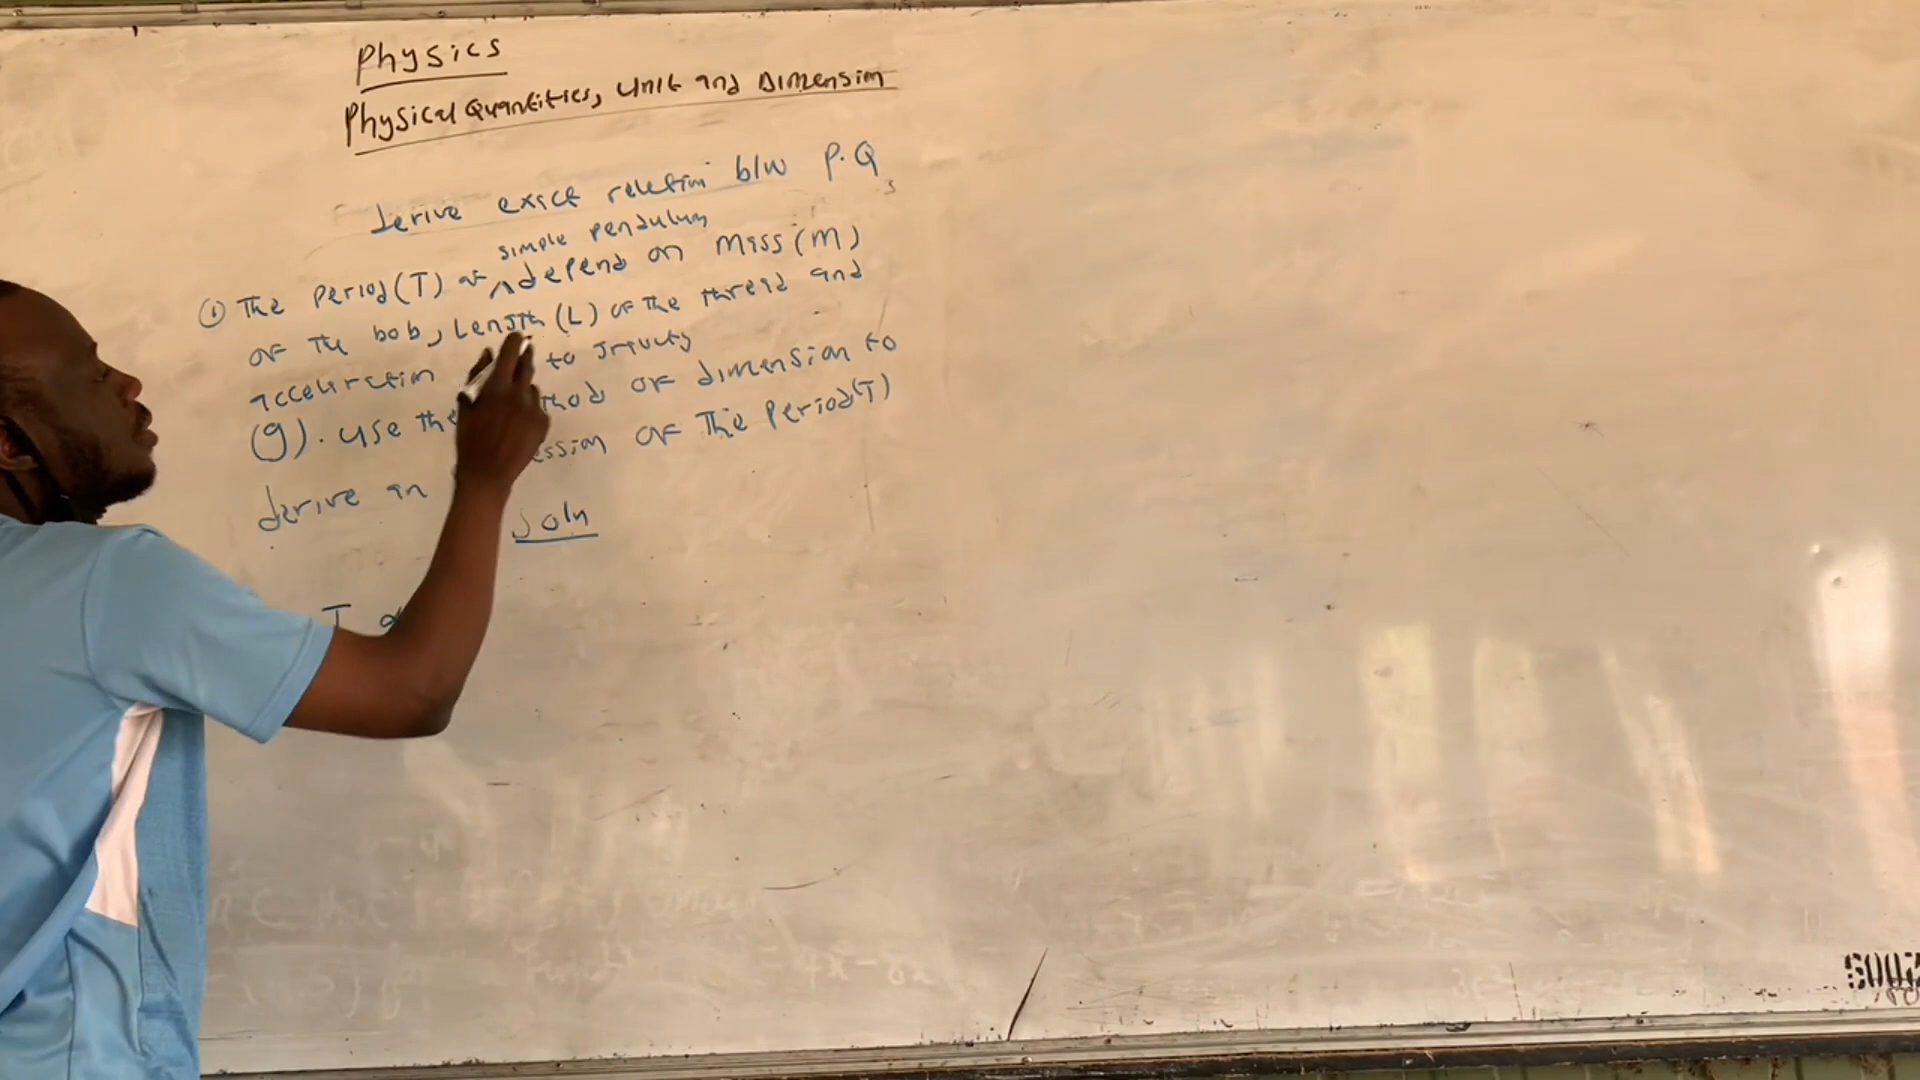 Physics
Physical Quantities, Unit and Dimension
derive exact relation b/w P.Qs
simple pendulum
① The Period(T) of ^ depend on mass(m)
of the bob, Length(L) of the thread and
acceleration to gravity
(g). use the of dimension to
derive an of the Period(T)
Soln
T ∝